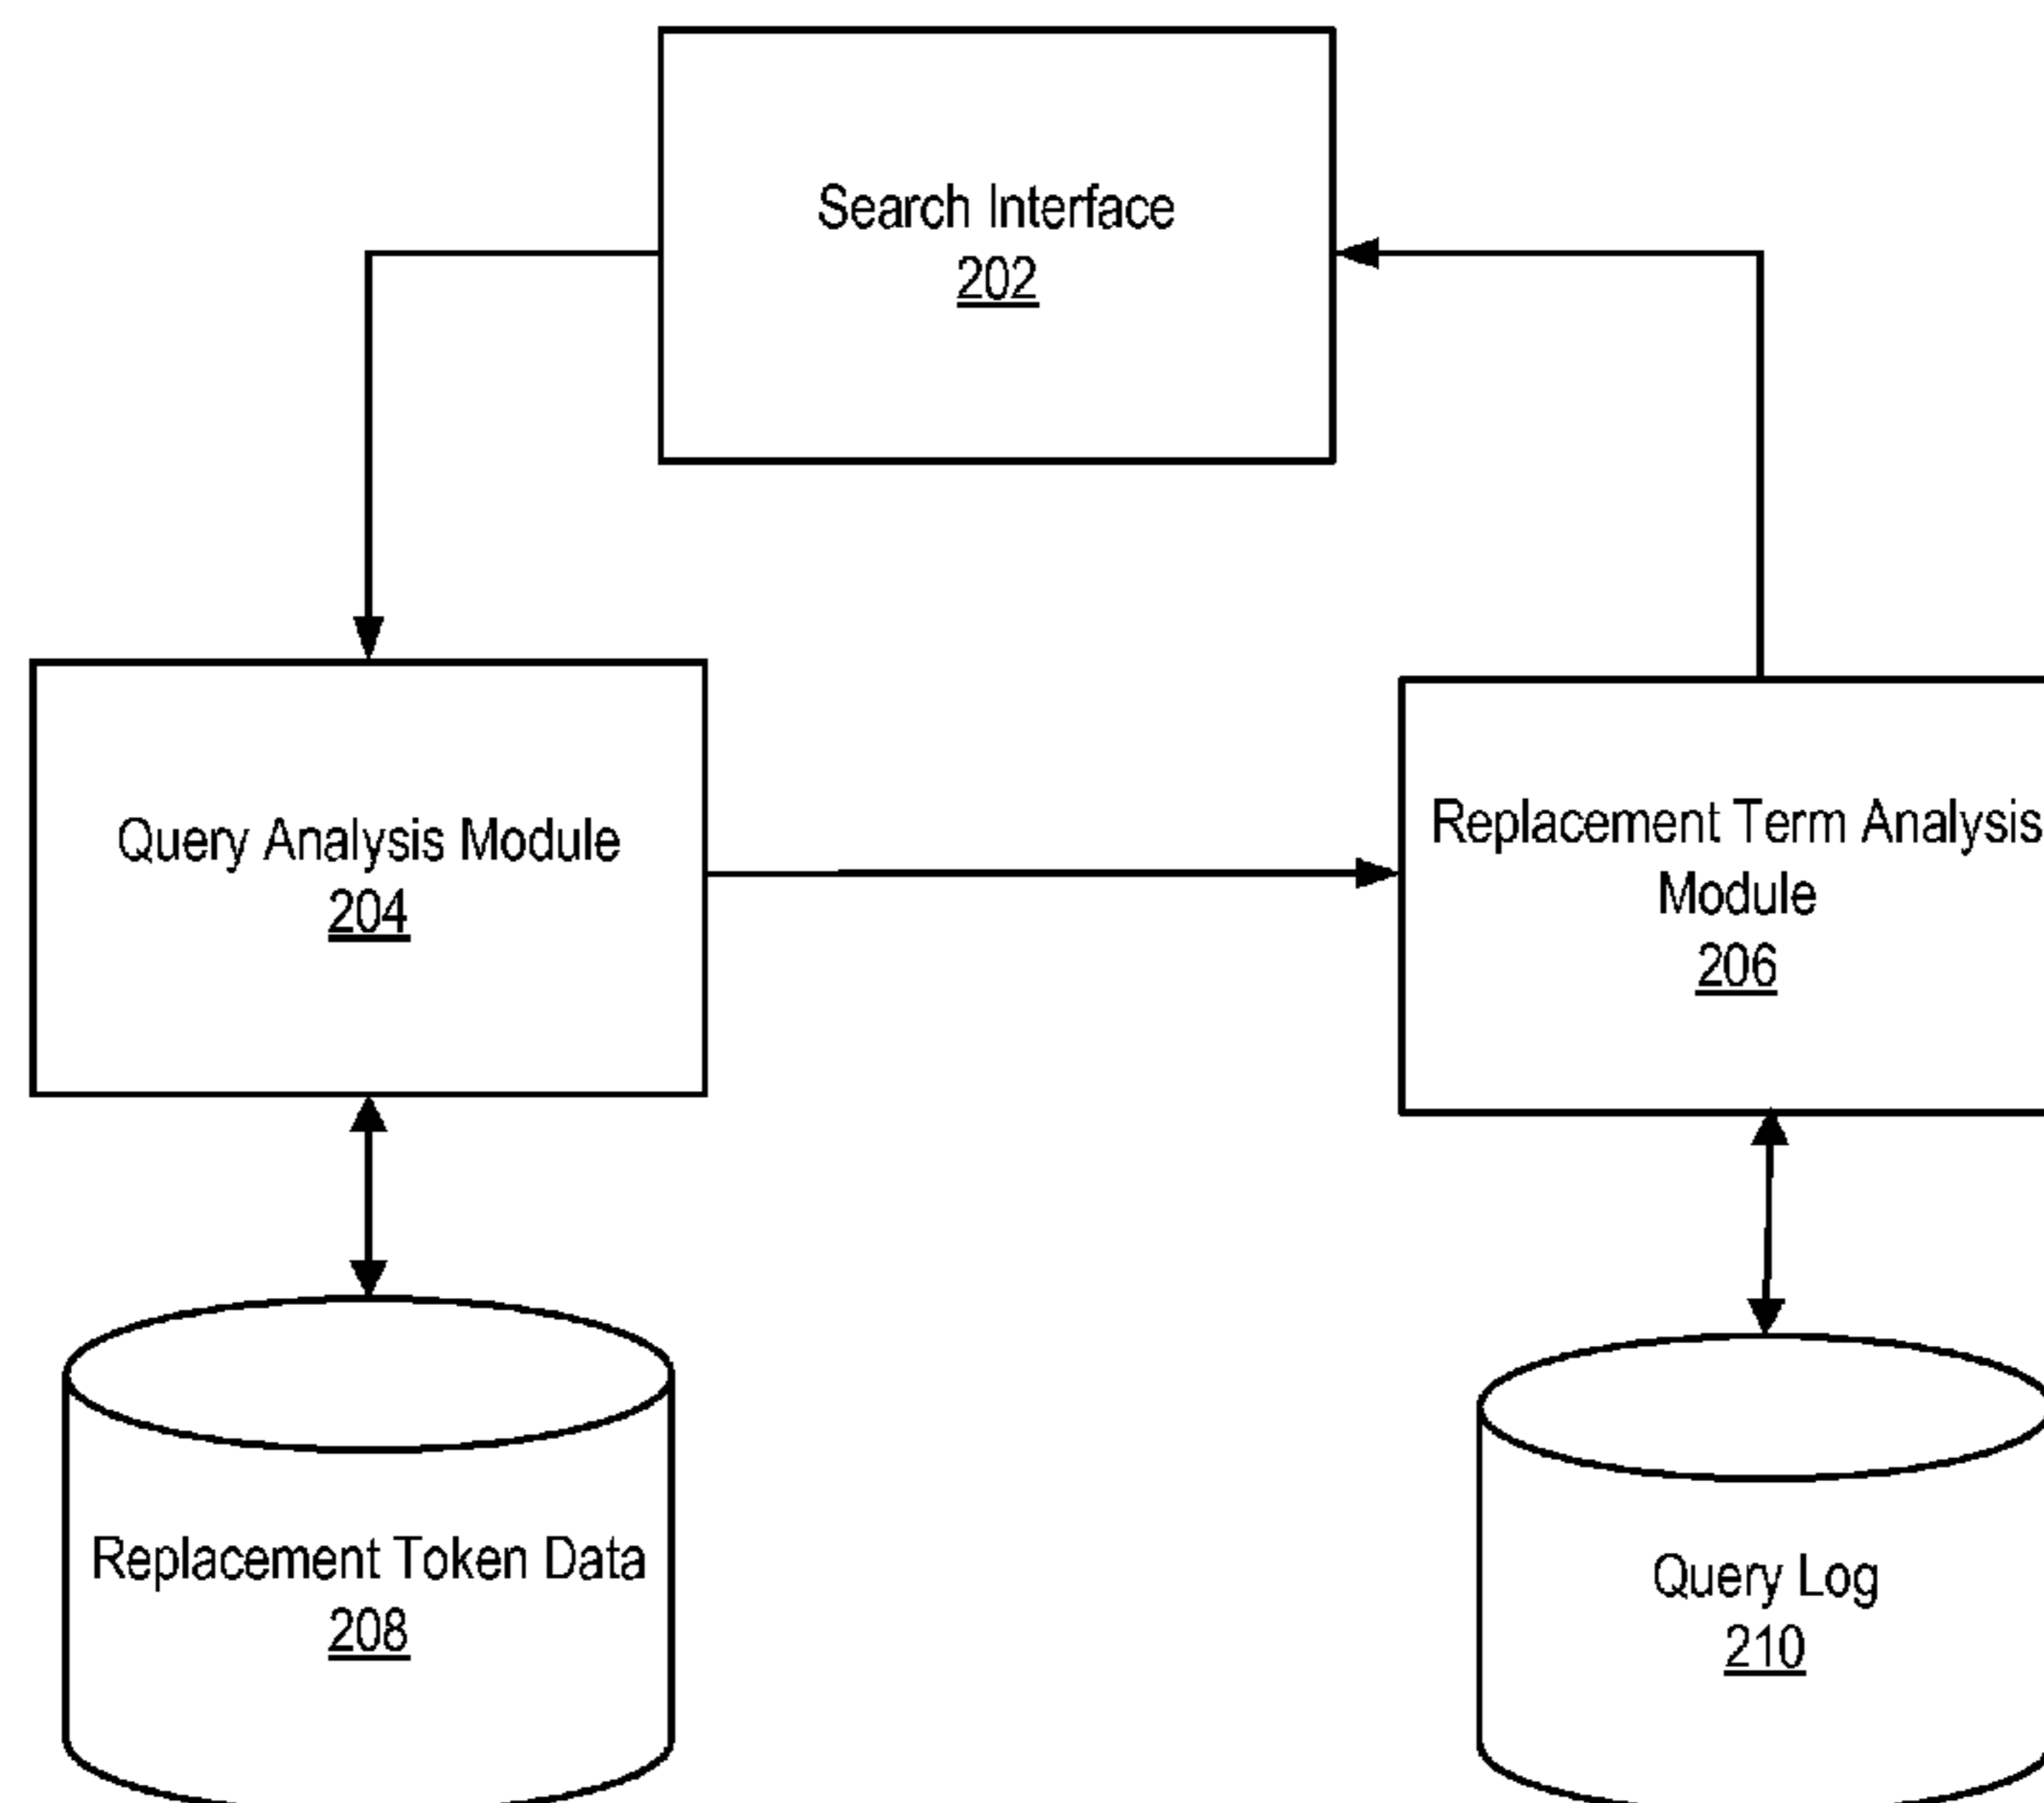 Search Interface
202
Query Analysis Module
204
Replacement Term Analysis
Module
206
Replacement Token Data
208
Query Log
210